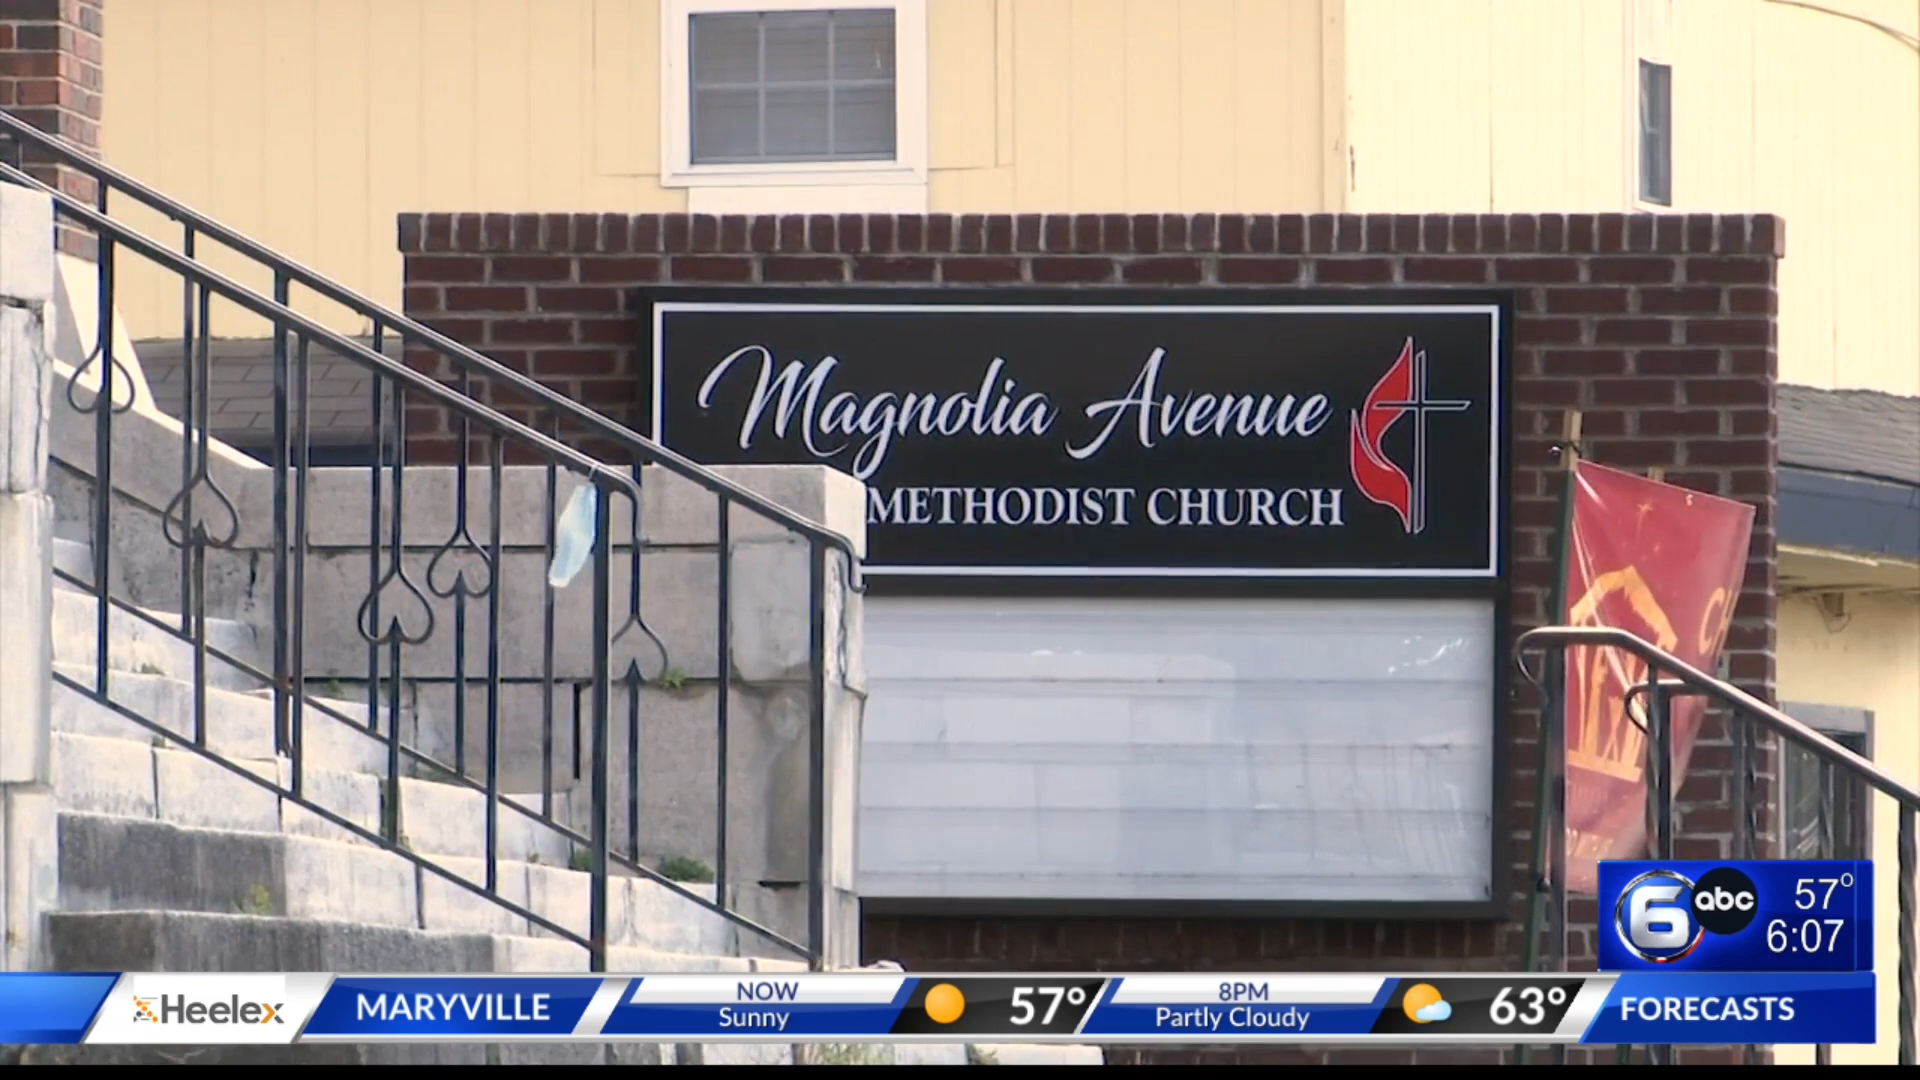 Magnolia Avenue
METHODIST CHURCH
6 abc 57°
6:07
Heelex
MARYVILLE
NOW
Sunny
57°
8PM
Partly Cloudy
63°
FORECASTS